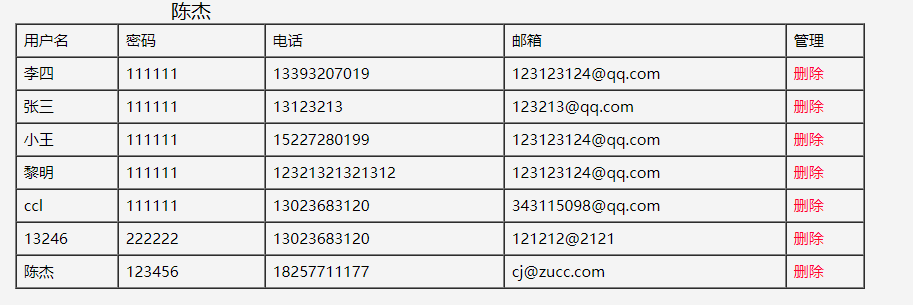 陈杰
用户名 密码 电话 邮箱 管理
李四 111111 13393207019 123123124@qq.com 删除
张三 111111 13123213 123213@qq.com 删除
小王 111111 15227280199 123123124@qq.com 删除
黎明 111111 12321321321312 123123124@qq.com 删除
ccl 111111 13023683120 343115098@qq.com 删除
13246 222222 13023683120 121212@2121 删除
陈杰 123456 18257711177 cj@zucc.com 删除